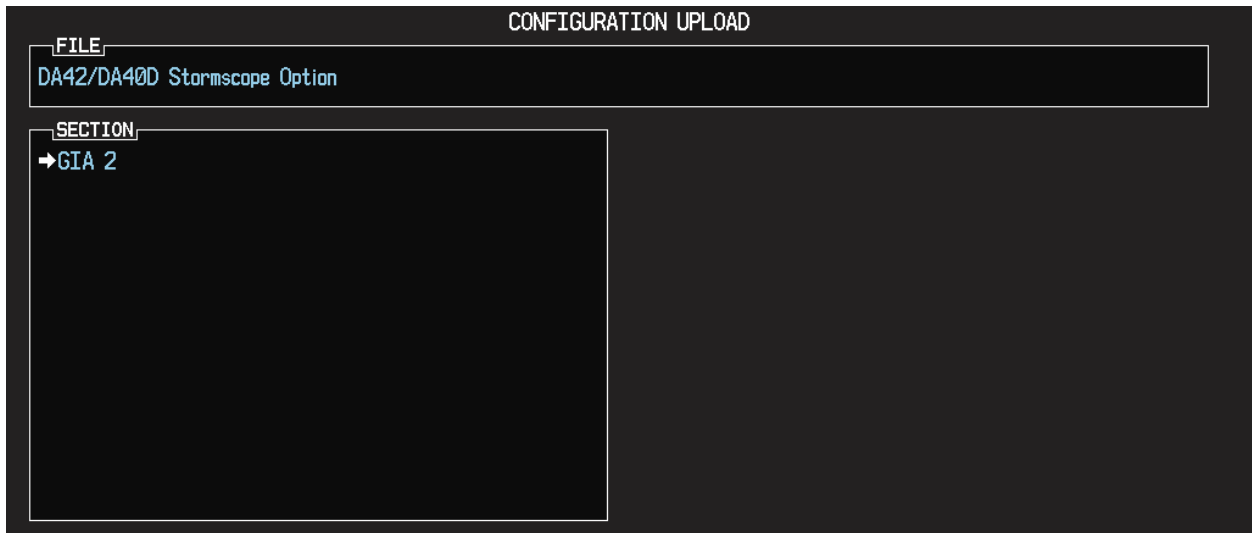 CONFIGURATION UPLOAD
FILE
DA42/DA40D Stormscope Option
SECTION
➔GIA 2